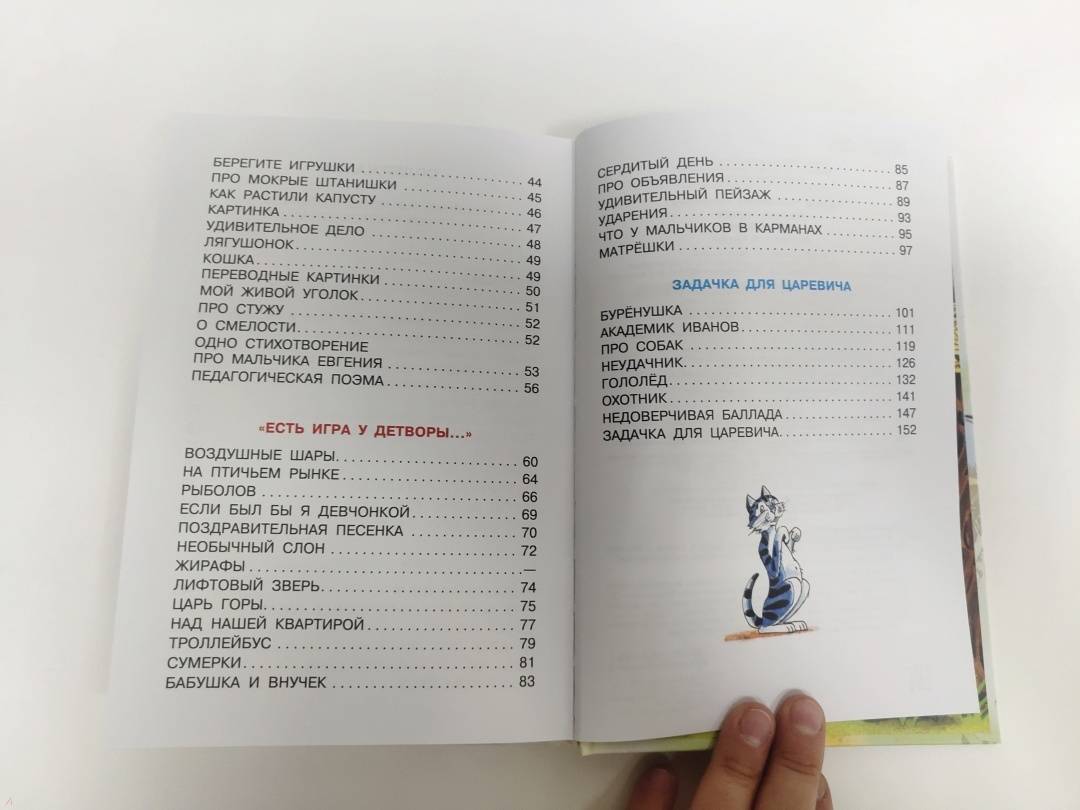 БЕРЕГИТЕ ИГРУШКИ 44
ПРО МОКРЫЕ ШТАНИШКИ 45
КАК РАСТИЛИ КАПУСТУ 46
КАРТИНКА 47
УДИВИТЕЛЬНОЕ ДЕЛО 48
ЛЯГУШОНОК 49
КОШКА 49
ПЕРЕВОДНЫЕ КАРТИНКИ 50
МОЙ ЖИВОЙ УГОЛОК 51
ПРО СТУЖУ 52
О СМЕЛОСТИ 52
ОДНО СТИХОТВОРЕНИЕ
ПРО МАЛЬЧИКА ЕВГЕНИЯ 53
ПЕДАГОГИЧЕСКАЯ ПОЭМА 56
«ЕСТЬ ИГРА У ДЕТВОРЫ...»
ВОЗДУШНЫЕ ШАРЫ 60
НА ПТИЧЬЕМ РЫНКЕ 64
РЫБОЛОВ 66
ЕСЛИ БЫЛ БЫ Я ДЕВЧОНКОЙ 69
ПОЗДРАВИТЕЛЬНАЯ ПЕСЕНКА 70
НЕОБЫЧНЫЙ СЛОН 72
ЖИРАФЫ —
ЛИФТОВЫЙ ЗВЕРЬ 74
ЦАРЬ ГОРЫ 75
НАД НАШЕЙ КВАРТИРОЙ 77
ТРОЛЛЕЙБУС 79
СУМЕРКИ 81
БАБУШКА И ВНУЧЕК 83
СЕРДИТЫЙ ДЕНЬ 85
ПРО ОБЪЯВЛЕНИЯ 87
УДИВИТЕЛЬНЫЙ ПЕЙЗАЖ 89
УДАРЕНИЯ 93
ЧТО У МАЛЬЧИКОВ В КАРМАНАХ 95
МАТРЁШКИ 97
ЗАДАЧКА ДЛЯ ЦАРЕВИЧА
БУРЁНУШКА 101
АКАДЕМИК ИВАНОВ 111
ПРО СОБАК 119
НЕУДАЧНИК 126
ГОЛОЛЁД 132
ОХОТНИК 141
НЕДОВЕРЧИВАЯ БАЛЛАДА 147
ЗАДАЧКА ДЛЯ ЦАРЕВИЧА 152